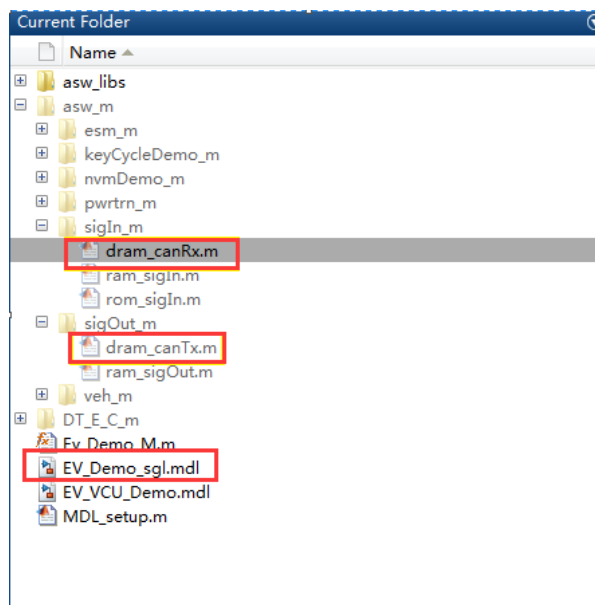 Current Folder
Name
asw_libs
asw_m
esm_m
keyCycleDemo_m
nvmDemo_m
pwrtrn_m
sigIn_m
dram_canRx.m
ram_sigIn.m
rom_sigIn.m
sigOut_m
dram_canTx.m
ram_sigOut.m
veh_m
DT_E_C_m
Ev_Demo_M.m
EV_Demo_sgl.mdl
EV_VCU_Demo.mdl
MDL_setup.m